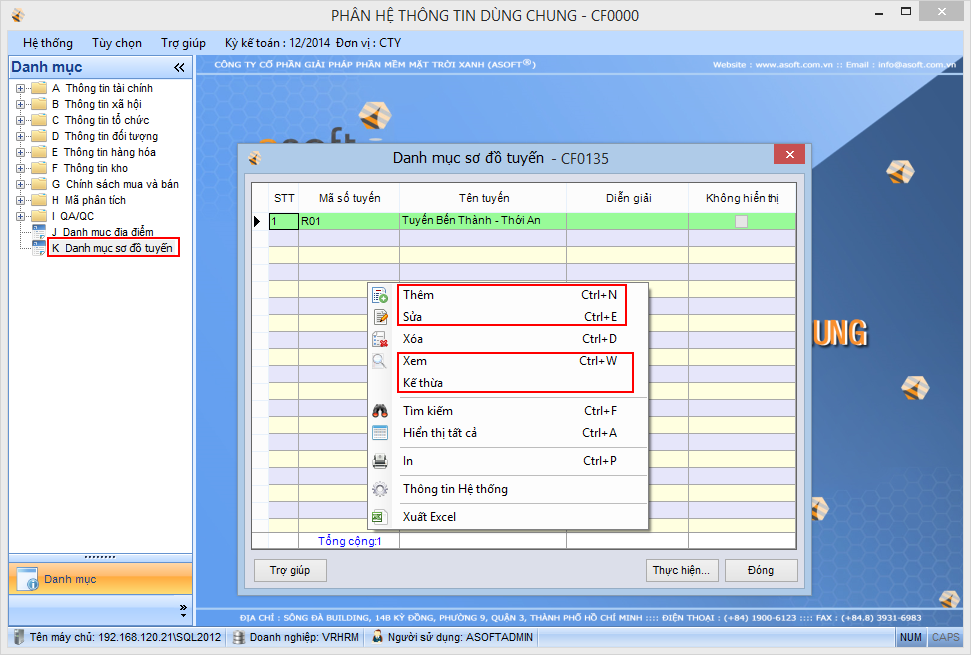 PHÂN HỆ THÔNG TIN DÙNG CHUNG - CF0000
Hệ thống Tùy chọn Trợ giúp Kỳ kế toán : 12/2014 Đơn vị : CTY
Danh mục
CÔNG TY CỔ PHẦN GIẢI PHÁP PHẦN MỀM MẶT TRỜI XANH (ASOFT®)
Website : www.asoft.com.vn :: Email : info@asoft.com.vn
A Thông tin tài chính
B Thông tin xã hội
C Thông tin tổ chức
D Thông tin đối tượng
E Thông tin hàng hóa
F Thông tin kho
G Chính sách mua và bán
H Mã phân tích
I QA/QC
J Danh mục địa điểm
K Danh mục sơ đồ tuyến
asoft
UNG
Danh mục sơ đồ tuyến - CF0135
STT Mã số tuyến Tên tuyến Diễn giải Không hiển thị
1 R01 Tuyến Bến Thành - Thới An
Thêm Ctrl+N
Sửa Ctrl+E
Xóa Ctrl+D
Xem Ctrl+W
Kế thừa
Tìm kiếm Ctrl+F
Hiển thị tất cả Ctrl+A
In Ctrl+P
Thông tin Hệ thống
Xuất Excel
Tổng cộng:1
Trợ giúp Thực hiện... Đóng
Danh mục
ĐỊA CHỈ : SÔNG ĐÀ BUILDING, 14B KỲ ĐỒNG, PHƯỜNG 9, QUẬN 3, THÀNH PHỐ HỒ CHÍ MINH :::: ĐIỆN THOẠI : (+84) 1900-6123 :::: FAX : (+84.8) 3931-6983
Tên máy chủ: 192.168.120.21\SQL2012 Doanh nghiệp: VRHRM Người sử dụng: ASOFTADMIN NUM CAPS